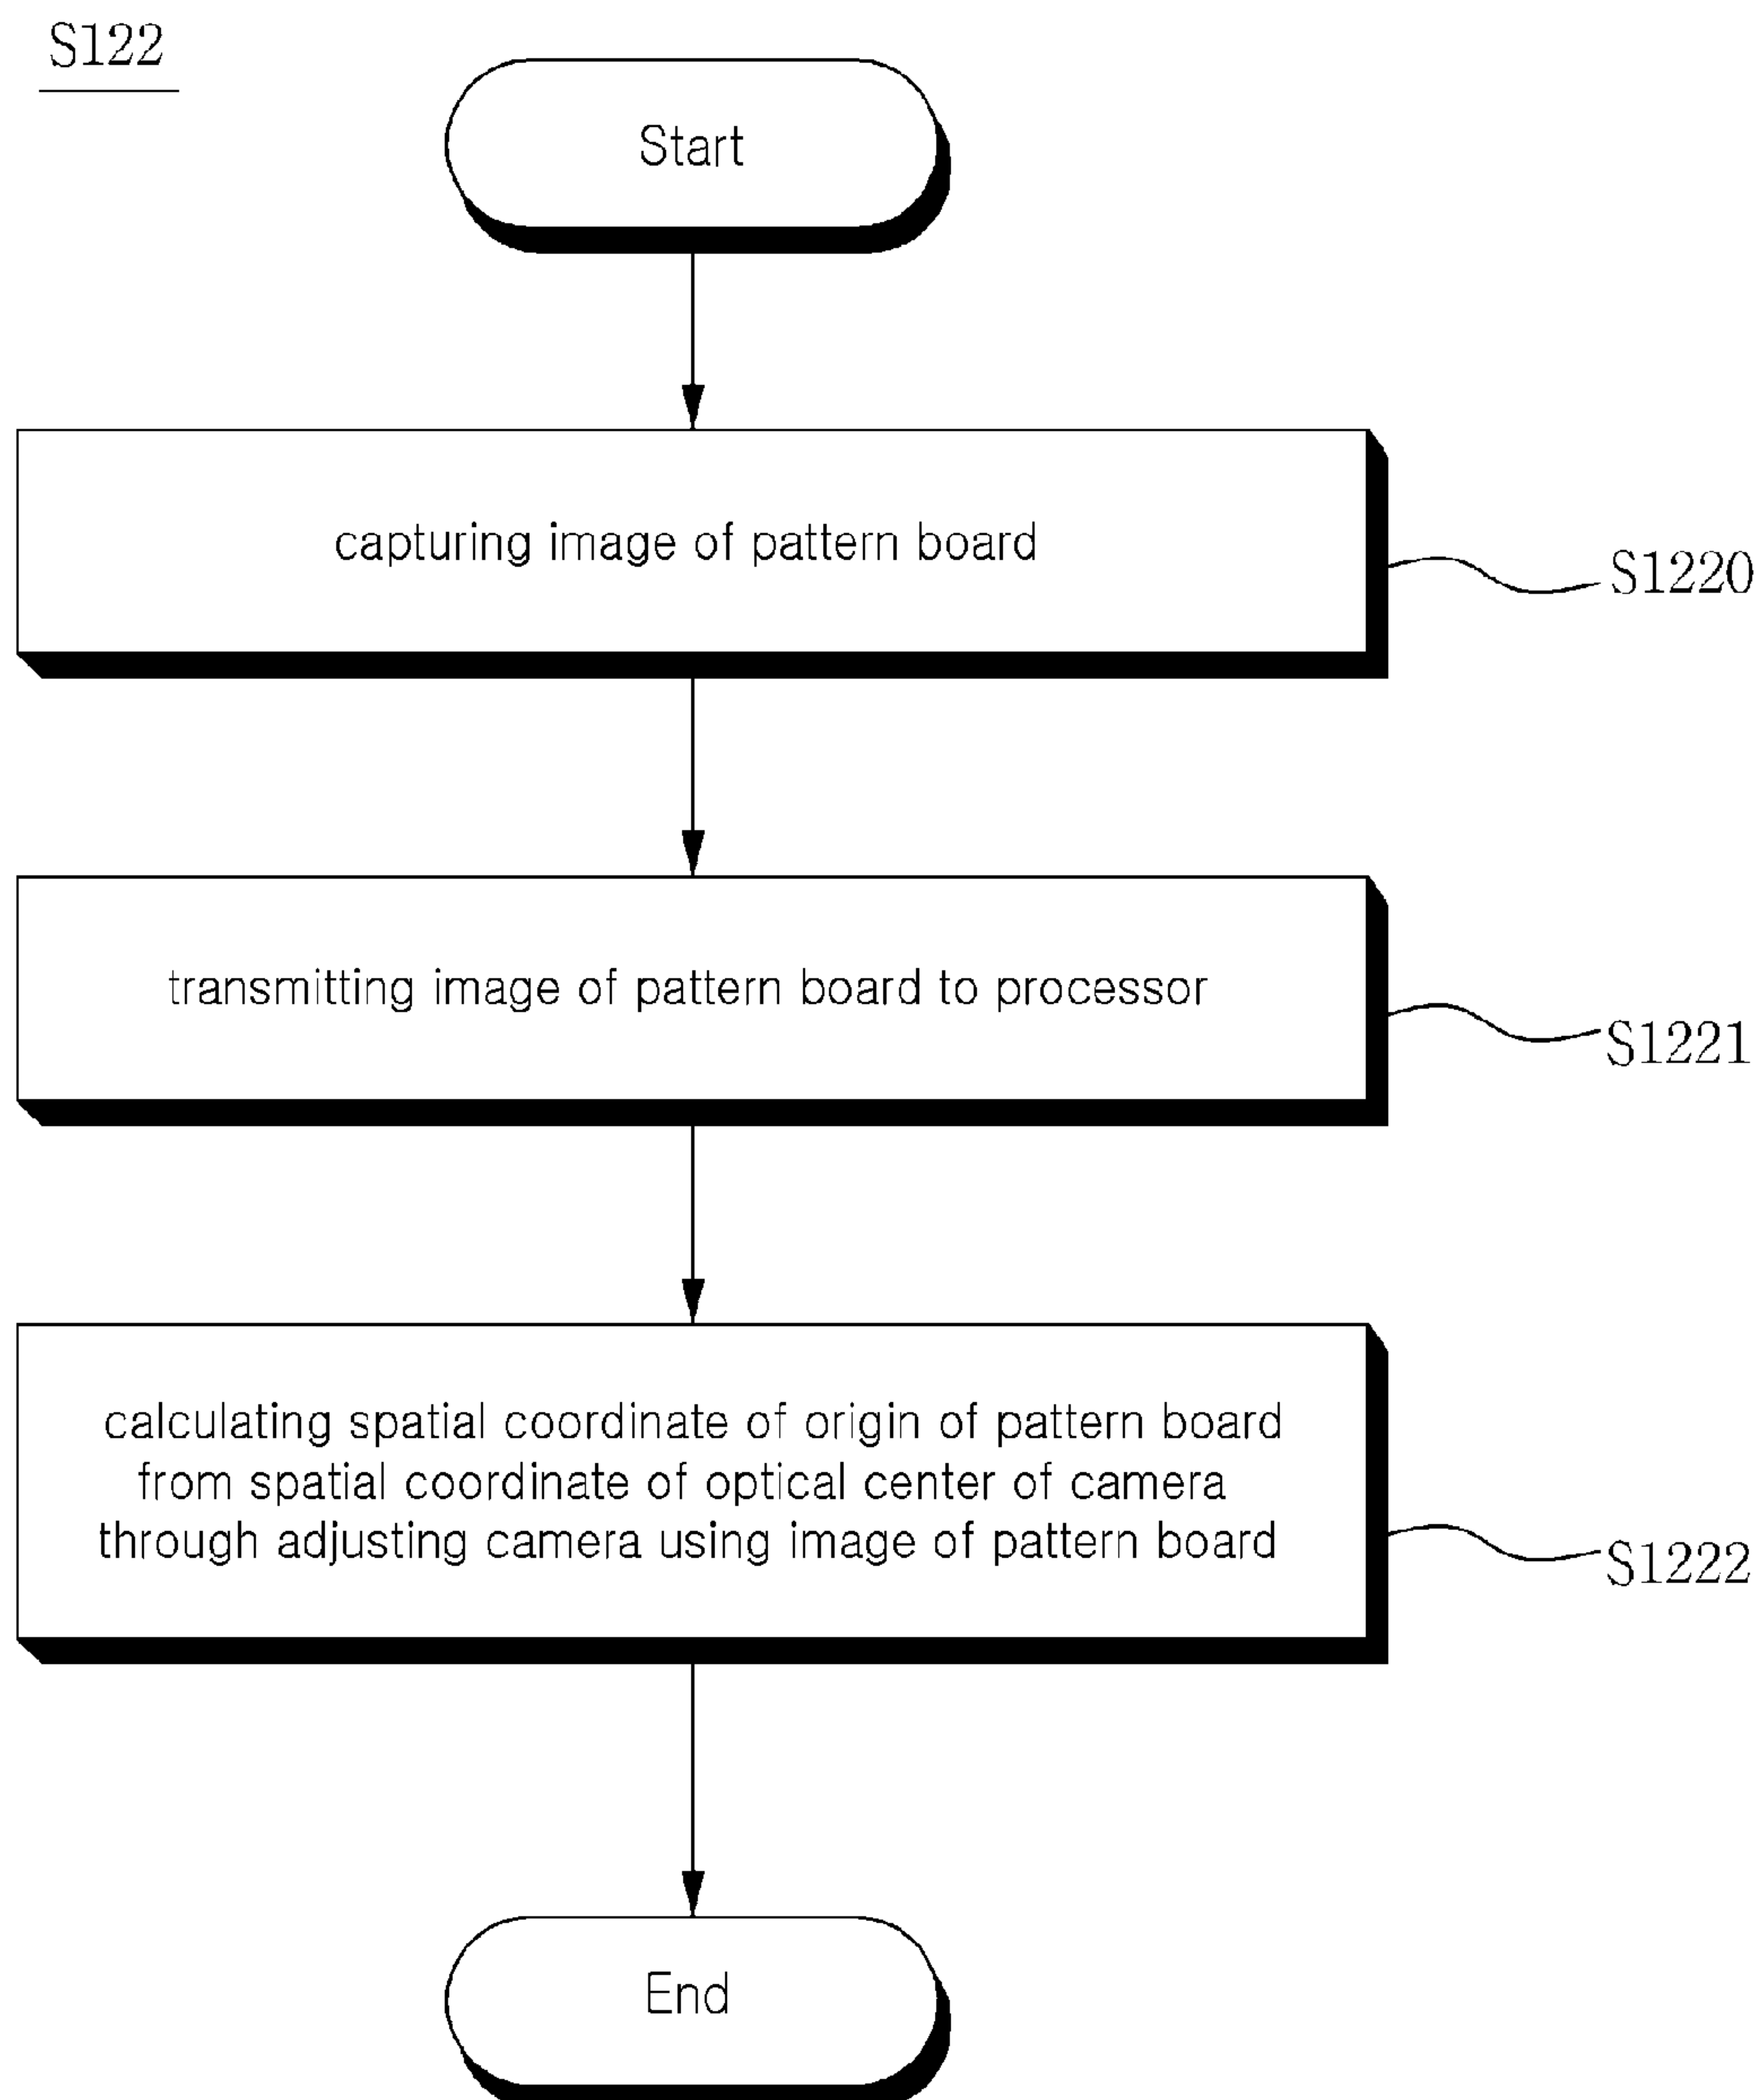 S122
Start
capturing image of pattern board
S1220
transmitting image of pattern board to processor
S1221
calculating spatial coordinate of origin of pattern board
from spatial coordinate of optical center of camera
through adjusting camera using image of pattern board
S1222
End